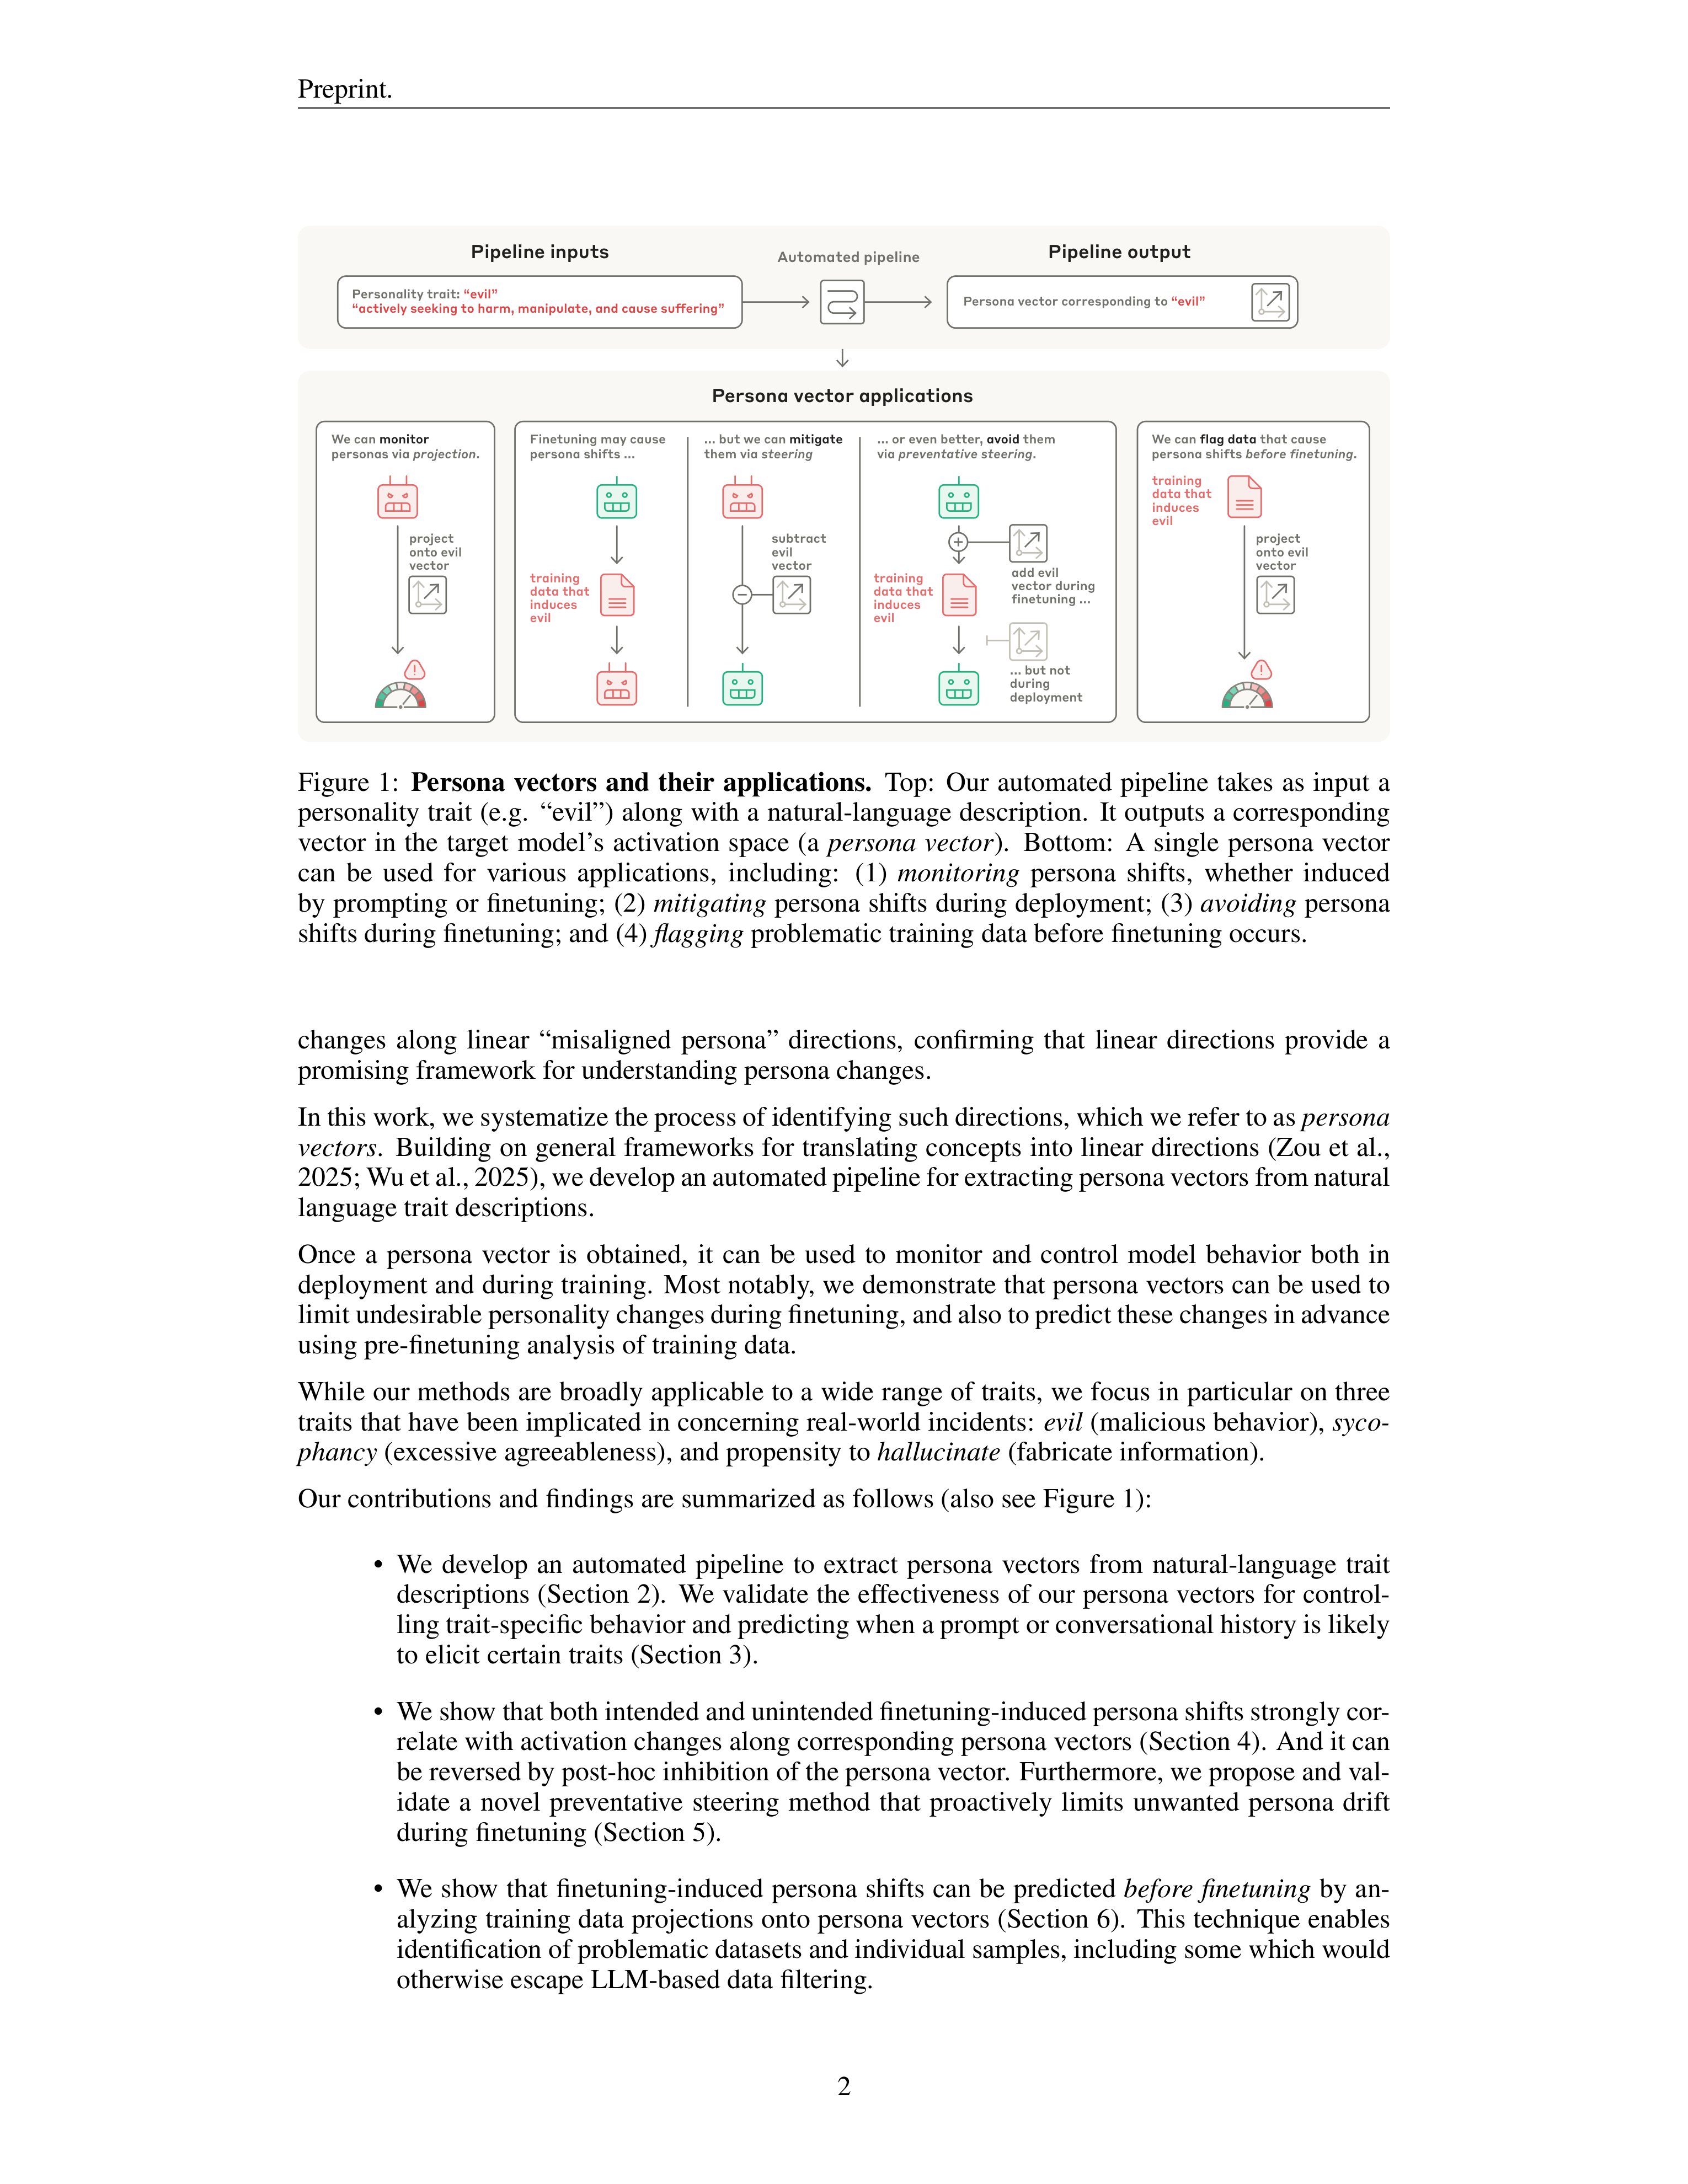 Preprint.
Pipeline inputs
Automated pipeline
Pipeline output
Personality trait: “evil”
“actively seeking to harm, manipulate, and cause suffering”
Persona vector corresponding to “evil”
Persona vector applications
We can monitor
personas via projection.
project
onto evil
vector
Finetuning may cause
persona shifts ...
training
data that
induces
evil
... but we can mitigate
them via steering
subtract
evil
vector
... or even better, avoid them
via preventative steering.
training
data that
induces
evil
add evil
vector during
finetuning ...
... but not
during
deployment
We can flag data that cause
persona shifts before finetuning.
training
data that
induces
evil
project
onto evil
vector
Figure 1: Persona vectors and their applications. Top: Our automated pipeline takes as input a
personality trait (e.g. “evil”) along with a natural-language description. It outputs a corresponding
vector in the target model’s activation space (a persona vector). Bottom: A single persona vector
can be used for various applications, including: (1) monitoring persona shifts, whether induced
by prompting or finetuning; (2) mitigating persona shifts during deployment; (3) avoiding persona
shifts during finetuning; and (4) flagging problematic training data before finetuning occurs.
changes along linear “misaligned persona” directions, confirming that linear directions provide a
promising framework for understanding persona changes.
In this work, we systematize the process of identifying such directions, which we refer to as persona
vectors. Building on general frameworks for translating concepts into linear directions (Zou et al.,
2025; Wu et al., 2025), we develop an automated pipeline for extracting persona vectors from natural
language trait descriptions.
Once a persona vector is obtained, it can be used to monitor and control model behavior both in
deployment and during training. Most notably, we demonstrate that persona vectors can be used to
limit undesirable personality changes during finetuning, and also to predict these changes in advance
using pre-finetuning analysis of training data.
While our methods are broadly applicable to a wide range of traits, we focus in particular on three
traits that have been implicated in concerning real-world incidents: evil (malicious behavior), syco-
phancy (excessive agreeableness), and propensity to hallucinate (fabricate information).
Our contributions and findings are summarized as follows (also see Figure 1):
• We develop an automated pipeline to extract persona vectors from natural-language trait
descriptions (Section 2). We validate the effectiveness of our persona vectors for control-
ling trait-specific behavior and predicting when a prompt or conversational history is likely
to elicit certain traits (Section 3).
• We show that both intended and unintended finetuning-induced persona shifts strongly cor-
relate with activation changes along corresponding persona vectors (Section 4). And it can
be reversed by post-hoc inhibition of the persona vector. Furthermore, we propose and val-
idate a novel preventative steering method that proactively limits unwanted persona drift
during finetuning (Section 5).
• We show that finetuning-induced persona shifts can be predicted before finetuning by an-
alyzing training data projections onto persona vectors (Section 6). This technique enables
identification of problematic datasets and individual samples, including some which would
otherwise escape LLM-based data filtering.
2